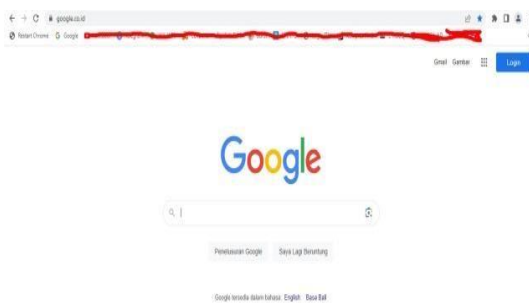 google.co.id
Restart Chrome Google
Gmail Gambar Login
Google
Penelusuran Google Saya Lagi Beruntung
Google tersedia dalam bahasa: English Basa Bali